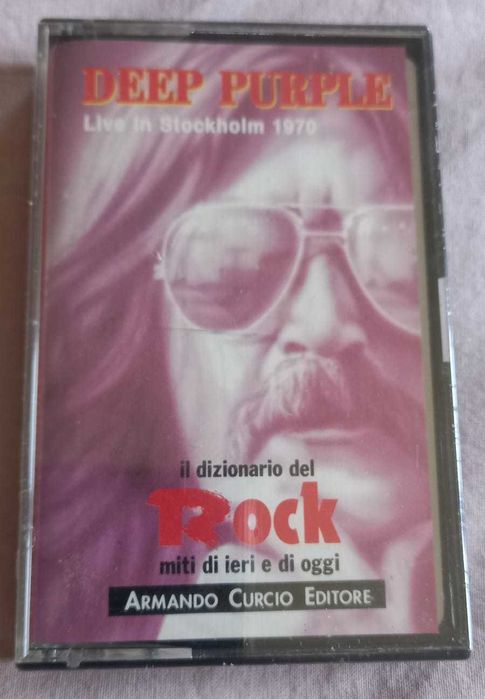 DEEP PURPLE
Live in Stockholm 1970
il dizionario del
Rock
miti di ieri e di oggi
ARMANDO CURCIO EDITORE